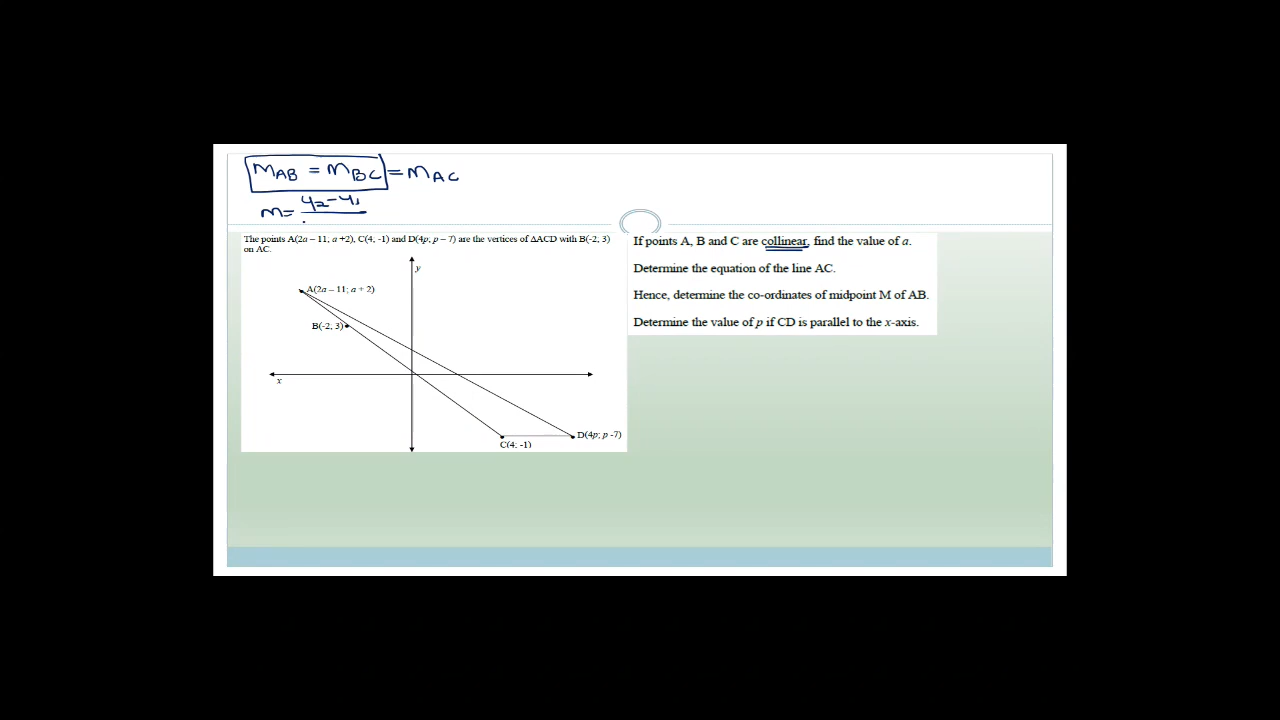 m_AB = m_BC = m_AC
m = y₂ - y₁
The points A(2a – 11; a +2), C(4; -1) and D(4p; p – 7) are the vertices of ΔACD with B(-2; 3)
on AC.
y
A(2a – 11; a + 2)
B(-2; 3)
x
D(4p; p -7)
C(4; -1)
If points A, B and C are collinear, find the value of a.
Determine the equation of the line AC.
Hence, determine the co-ordinates of midpoint M of AB.
Determine the value of p if CD is parallel to the x-axis.